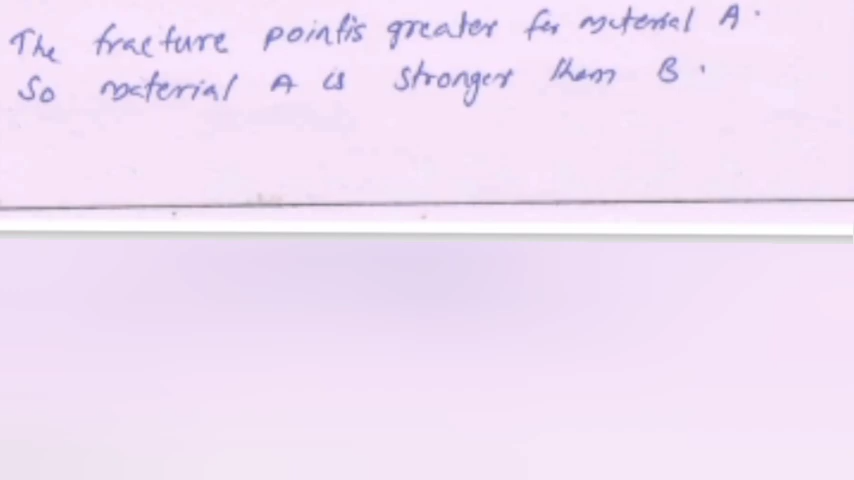 The fracture pointis greater for material A.
So material A is stronger than B.